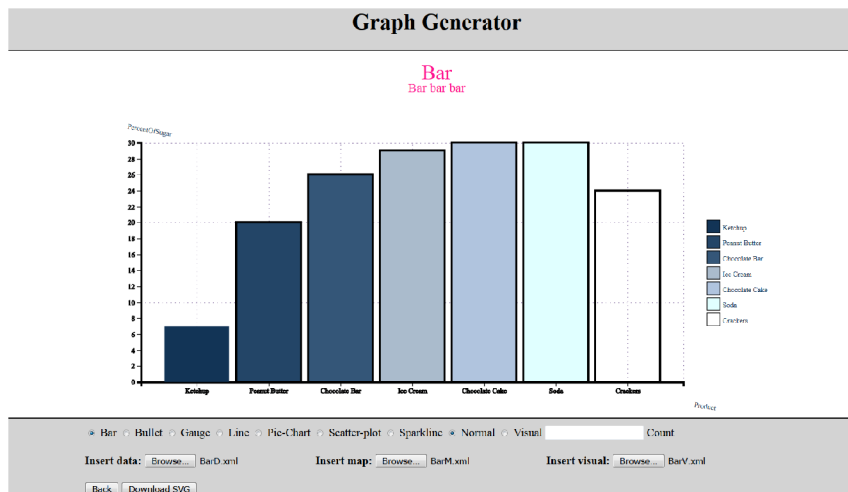 Graph Generator
Bar
Bar bar bar
PercentOfSugar
30
28
26
24
22
20
18
16
14
12
10
8
6
4
2
0
Ketchup
Peanut Butter
Chocolate Bar
Ice Cream
Chocolate Cake
Soda
Crackers
Ketchup Peanut Butter Chocolate Bar Ice Cream Chocolate Cake Soda Crackers
Product
Bar Bullet Gauge Line Pie-Chart Scatter-plot Sparkline Normal Visual Count
Insert data: Browse... BarD.xml Insert map: Browse... BarM.xml Insert visual: Browse... BarV.xml
Back Download SVG